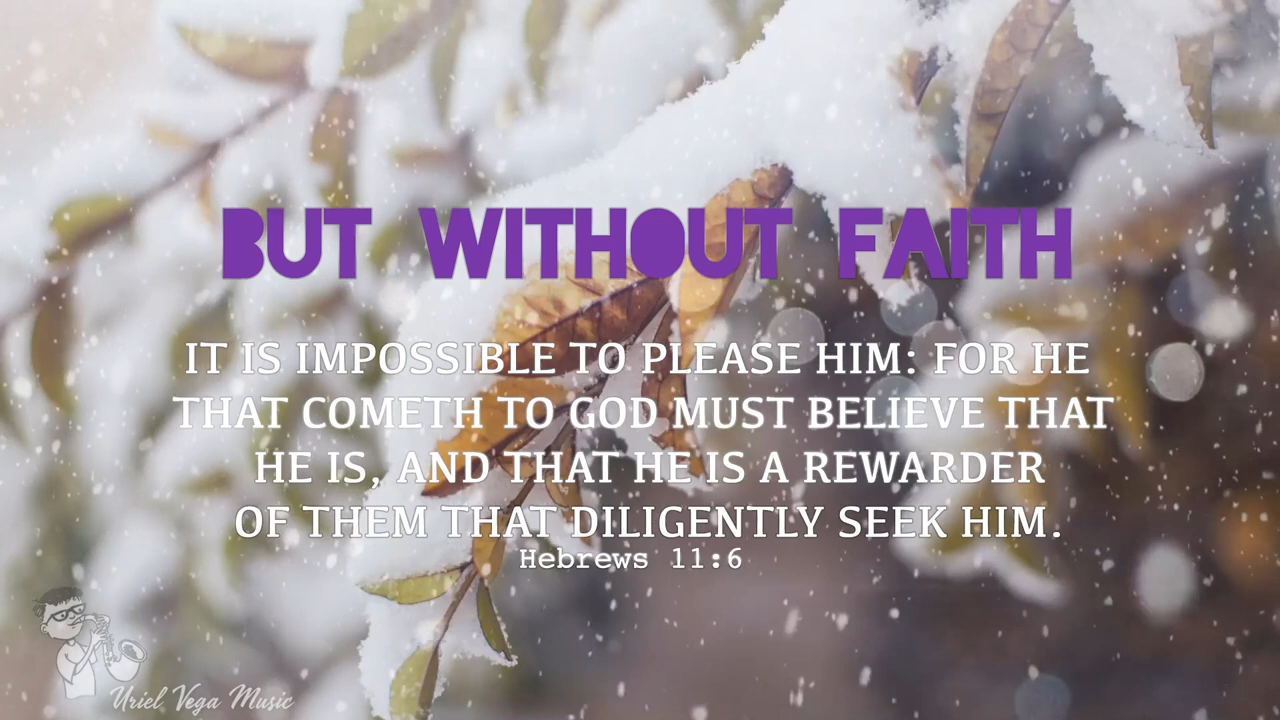 BUT WITHOUT FAITH
IT IS IMPOSSIBLE TO PLEASE HIM: FOR HE
THAT COMETH TO GOD MUST BELIEVE THAT
HE IS, AND THAT HE IS A REWARDER
OF THEM THAT DILIGENTLY SEEK HIM.
Hebrews 11:6
Uriel Vega Music